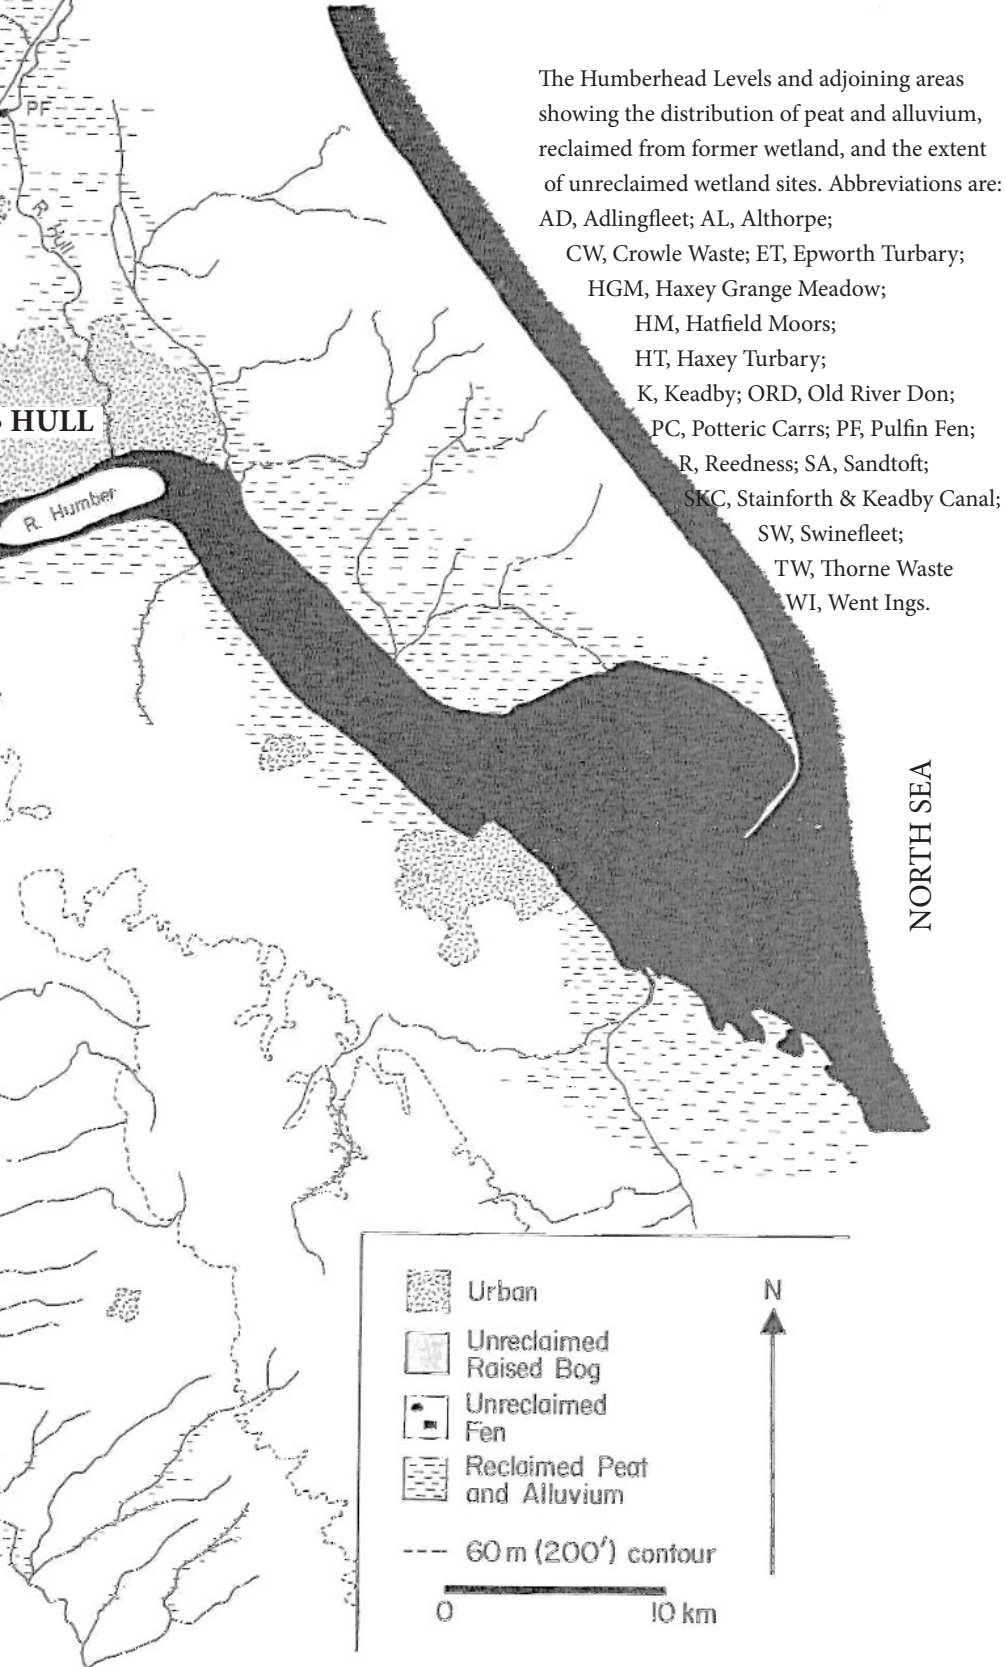 The Humberhead Levels and adjoining areas
showing the distribution of peat and alluvium,
reclaimed from former wetland, and the extent
of unreclaimed wetland sites. Abbreviations are:
AD, Adlingfleet; AL, Althorpe;
CW, Crowle Waste; ET, Epworth Turbary;
HGM, Haxey Grange Meadow;
HM, Hatfield Moors;
HT, Haxey Turbary;
K, Keadby; ORD, Old River Don;
PC, Potteric Carrs; PF, Pulfin Fen;
R, Reedness; SA, Sandtoft;
SKC, Stainforth & Keadby Canal;
SW, Swinefleet;
TW, Thorne Waste
WI, Went Ings.
PF
R. Hull
HULL
R. Humber
NORTH SEA
Urban
Unreclaimed
Raised Bog
Unreclaimed
Fen
Reclaimed Peat
and Alluvium
60m (200') contour
0 10 km
N